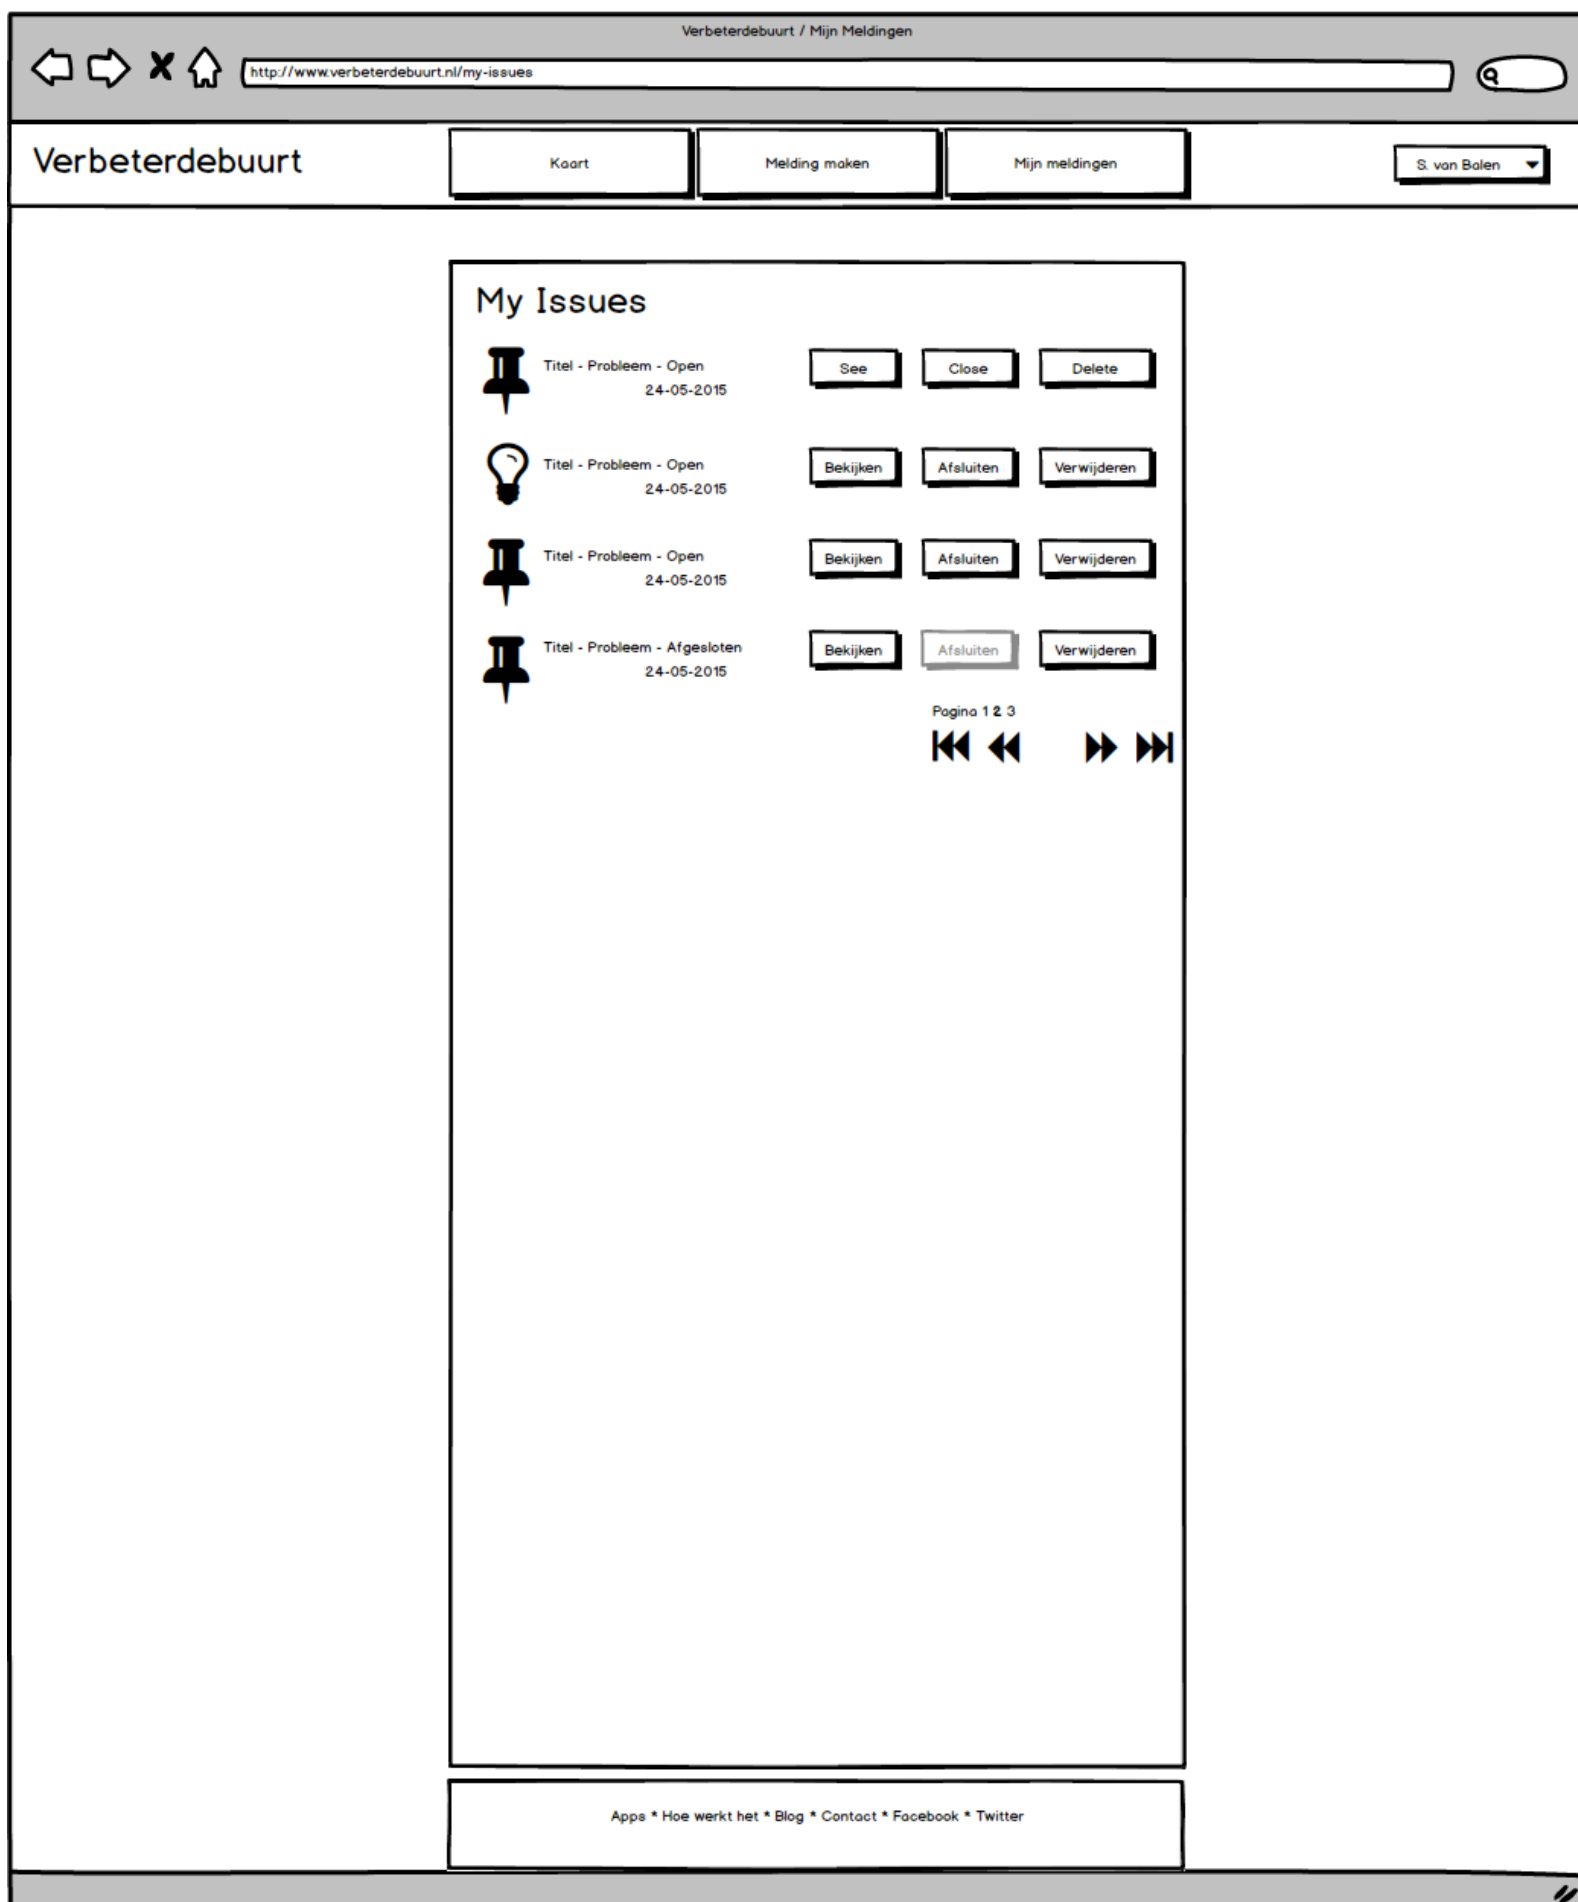 Verbeterdebuurt / Mijn Meldingen
http://www.verbeterdebuurt.nl/my-issues
Verbeterdebuurt
Kaart
Melding maken
Mijn meldingen
S. van Balen
My Issues
Titel - Probleem - Open
24-05-2015
See
Close
Delete
Titel - Probleem - Open
24-05-2015
Bekijken
Afsluiten
Verwijderen
Titel - Probleem - Open
24-05-2015
Bekijken
Afsluiten
Verwijderen
Titel - Probleem - Afgesloten
24-05-2015
Bekijken
Afsluiten
Verwijderen
Pagina 1 2 3
Apps * Hoe werkt het * Blog * Contact * Facebook * Twitter